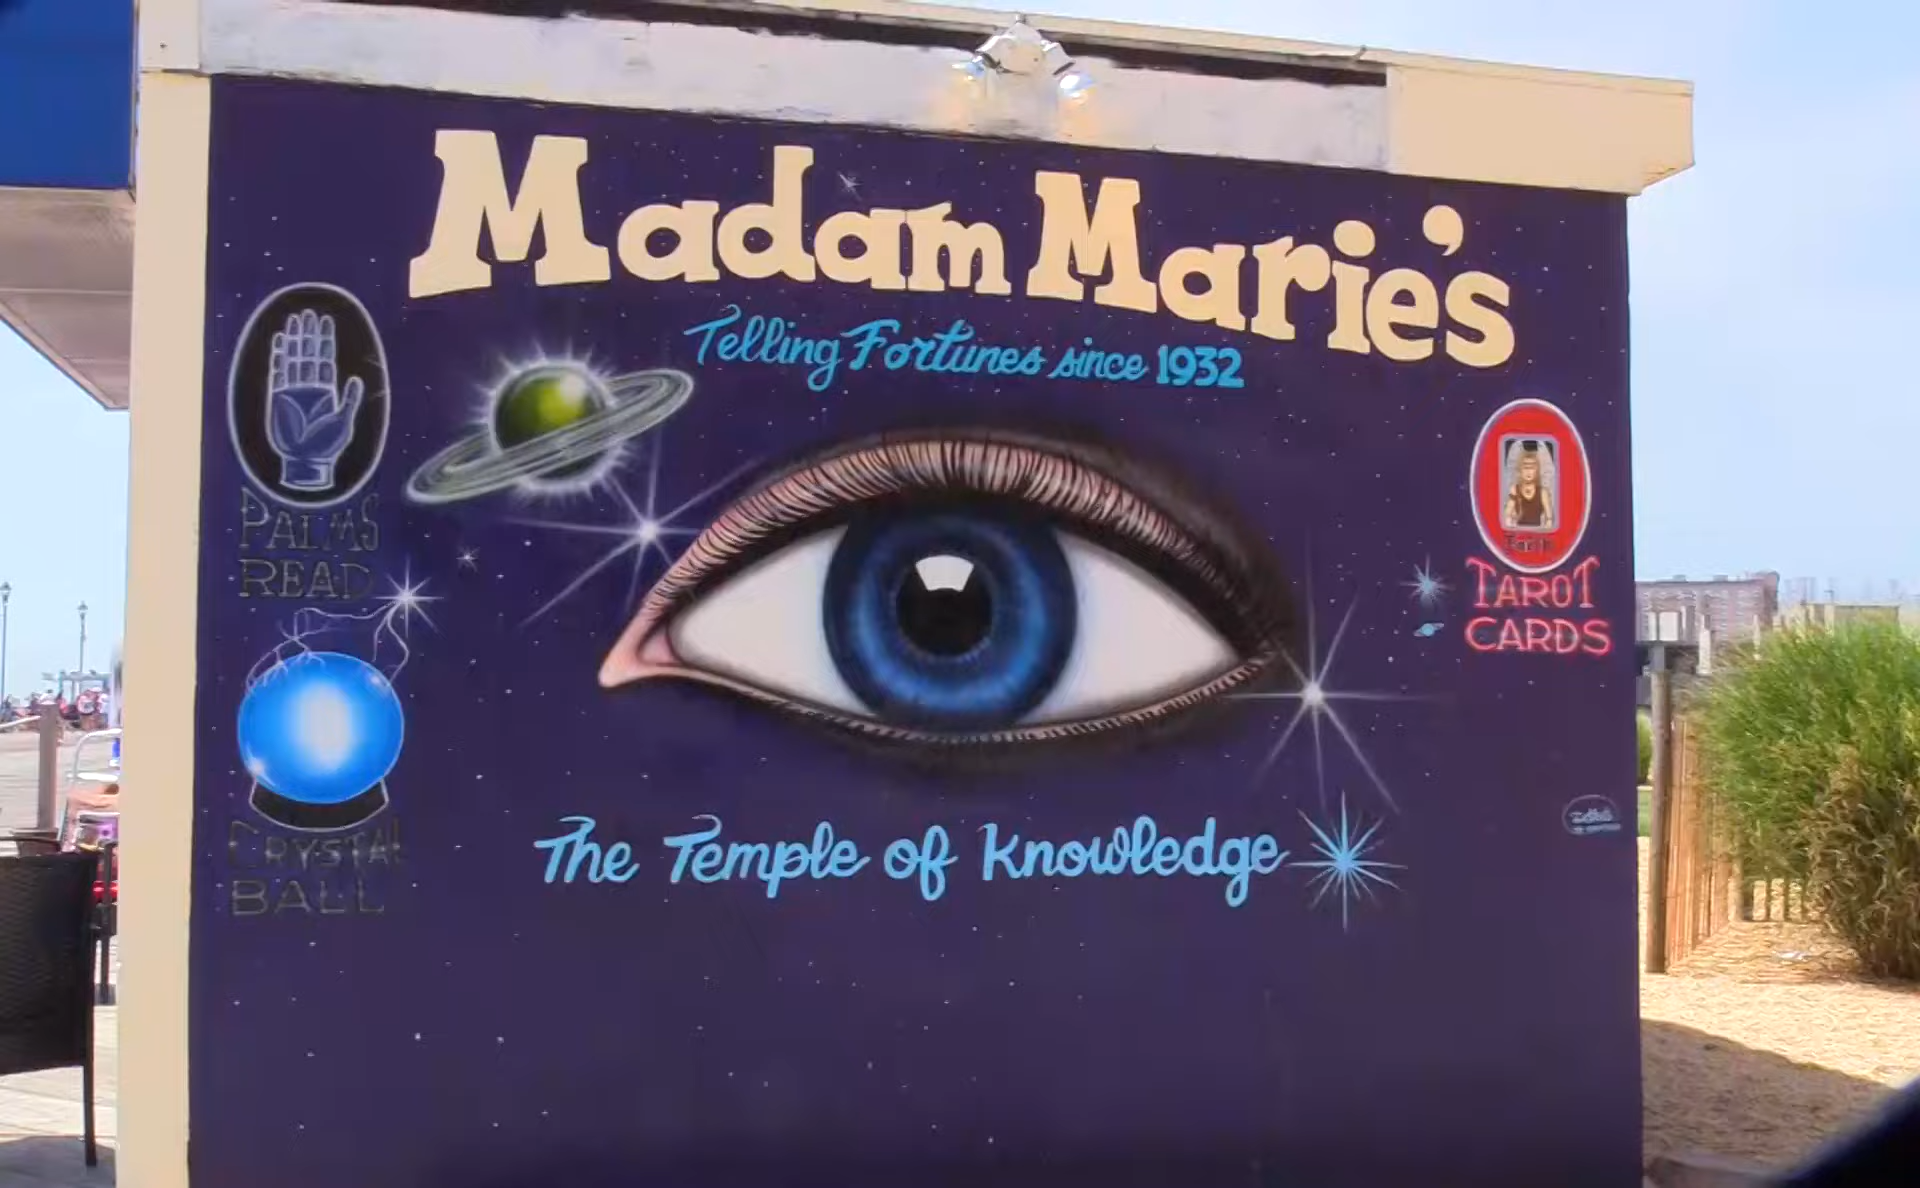 Madam Marie's
Telling Fortunes since 1932
PALMS
READ
TAROT
CARDS
CRYSTAL
BALL
The Temple of Knowledge